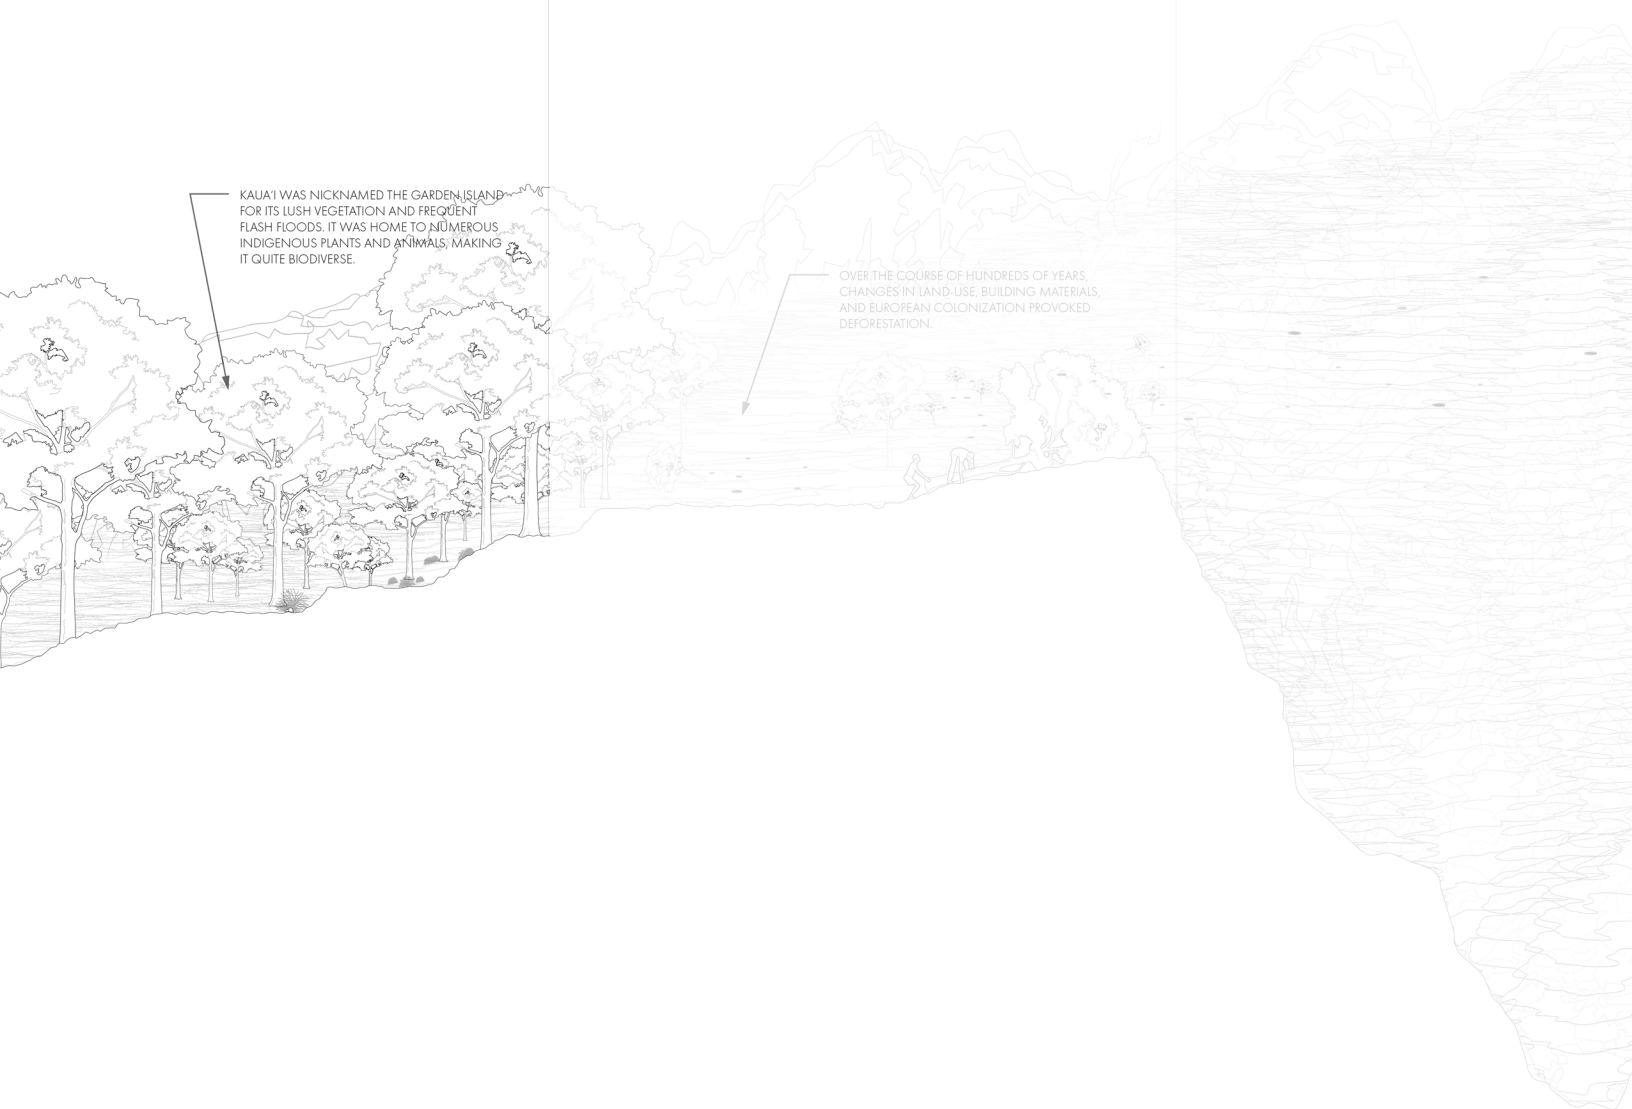 KAUA'I WAS NICKNAMED THE GARDEN ISLAND
FOR ITS LUSH VEGETATION AND FREQUENT
FLASH FLOODS. IT WAS HOME TO NUMEROUS
INDIGENOUS PLANTS AND ANIMALS, MAKING
IT QUITE BIODIVERSE.
OVER THE COURSE OF HUNDREDS OF YEARS,
CHANGES IN LAND-USE, BUILDING MATERIALS,
AND EUROPEAN COLONIZATION PROVOKED
DEFORESTATION.